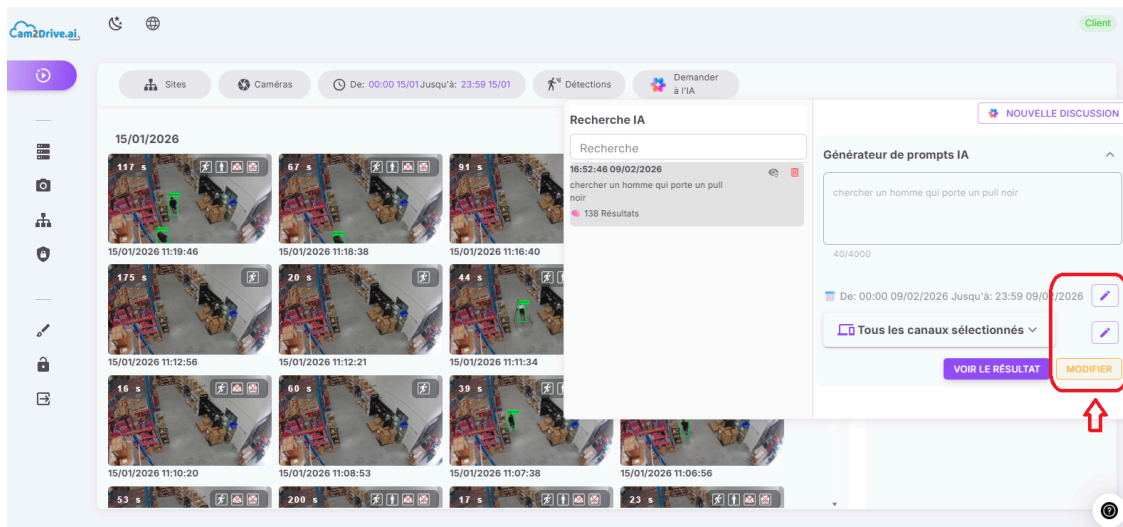 Cam2Drive.ai
Client
Sites
Caméras
De: 00:00 15/01 Jusqu'à: 23:59 15/01
Détections
Demander
à l'IA
15/01/2026
117 s
67 s
91 s
15/01/2026 11:19:46
15/01/2026 11:18:38
15/01/2026 11:16:40
175 s
20 s
44 s
15/01/2026 11:12:56
15/01/2026 11:12:21
15/01/2026 11:11:34
16 s
60 s
39 s
15/01/2026 11:10:20
15/01/2026 11:08:53
15/01/2026 11:07:38
15/01/2026 11:06:56
53 s
200 s
17 s
23 s
Recherche IA
Recherche
16:52:46 09/02/2026
chercher un homme qui porte un pull
noir
138 Résultats
NOUVELLE DISCUSSION
Générateur de prompts IA
chercher un homme qui porte un pull noir
40/4000
De: 00:00 09/02/2026 Jusqu'à: 23:59 09/02/2026
Tous les canaux sélectionnés
VOIR LE RÉSULTAT
MODIFIER